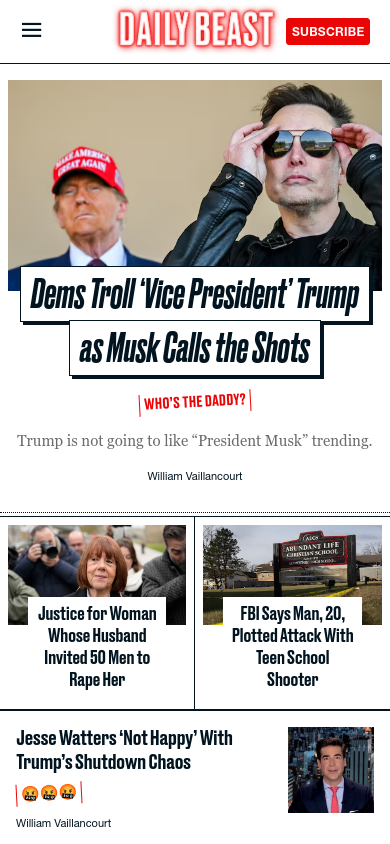 DAILY BEAST
SUBSCRIBE
MAKE AMERICA
GREAT AGAIN
Dems Troll ‘Vice President’ Trump
as Musk Calls the Shots
WHO’S THE DADDY?
Trump is not going to like “President Musk” trending.
William Vaillancourt
ALCS
ABUNDANT LIFE
CHRISTIAN SCHOOL
Justice for Woman
Whose Husband
Invited 50 Men to
Rape Her
FBI Says Man, 20,
Plotted Attack With
Teen School
Shooter
Jesse Watters ‘Not Happy’ With
Trump’s Shutdown Chaos
🤬🤬🤬
William Vaillancourt